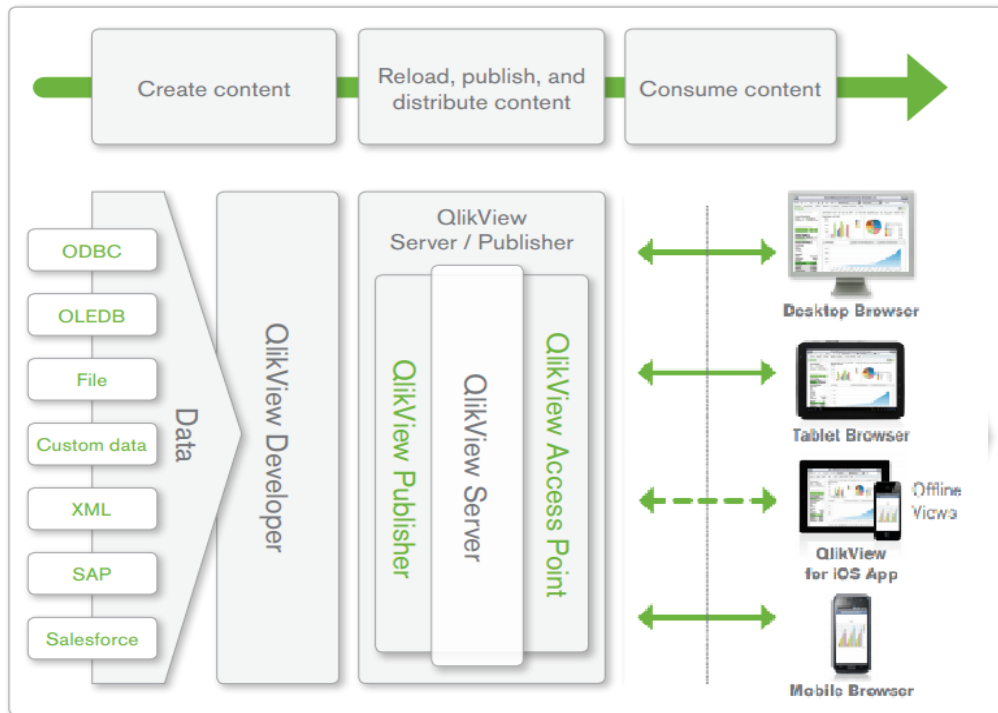 Create content
Reload, publish, and
distribute content
Consume content
ODBC
OLEDB
File
Custom data
XML
SAP
Salesforce
Data
QlikView Developer
QlikView
Server / Publisher
QlikView Publisher
QlikView Server
QlikView Access Point
Desktop Browser
Tablet Browser
Offline
Views
QlikView
for iOS App
Mobile Browser